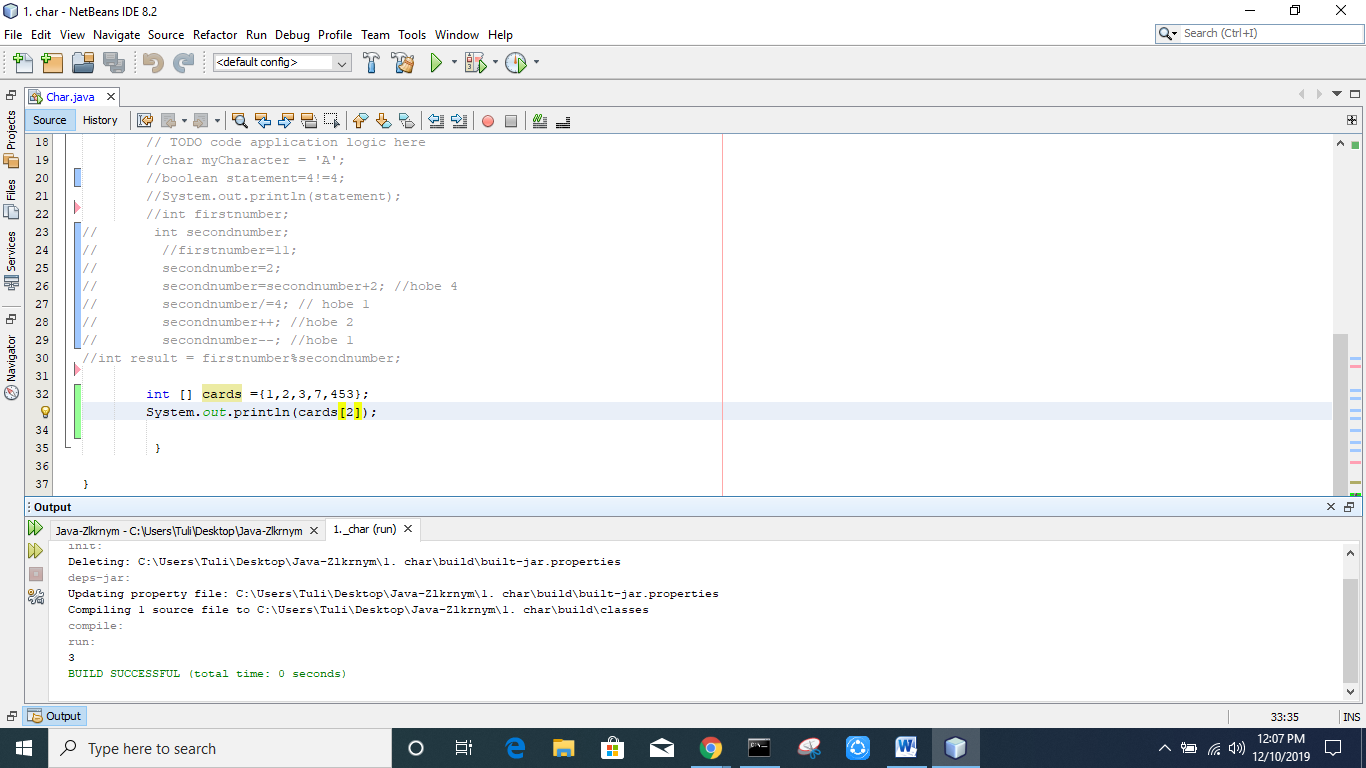 1. char - NetBeans IDE 8.2
File Edit View Navigate Source Refactor Run Debug Profile Team Tools Window Help
Search (Ctrl+I)
<default config>
Char.java
Source History
Projects
Files
Services
Navigator
18 // TODO code application logic here
19 //char myCharacter = 'A';
20 //boolean statement=4!=4;
21 //System.out.println(statement);
22 //int firstnumber;
23 // int secondnumber;
24 // //firstnumber=11;
25 // secondnumber=2;
26 // secondnumber=secondnumber+2; //hobe 4
27 // secondnumber/=4; // hobe 1
28 // secondnumber++; //hobe 2
29 // secondnumber--; //hobe 1
30 //int result = firstnumber%secondnumber;
31
32 int [] cards ={1,2,3,7,453};
System.out.println(cards[2]);
34
35 }
36
37 }
Output
Java-Zlkrnym - C:\Users\Tuli\Desktop\Java-Zlkrnym 1._char (run)
init:
Deleting: C:\Users\Tuli\Desktop\Java-Zlkrnym\1. char\build\built-jar.properties
deps-jar:
Updating property file: C:\Users\Tuli\Desktop\Java-Zlkrnym\1. char\build\built-jar.properties
Compiling 1 source file to C:\Users\Tuli\Desktop\Java-Zlkrnym\1. char\build\classes
compile:
run:
3
BUILD SUCCESSFUL (total time: 0 seconds)
Output
33:35 INS
Type here to search
12:07 PM
12/10/2019